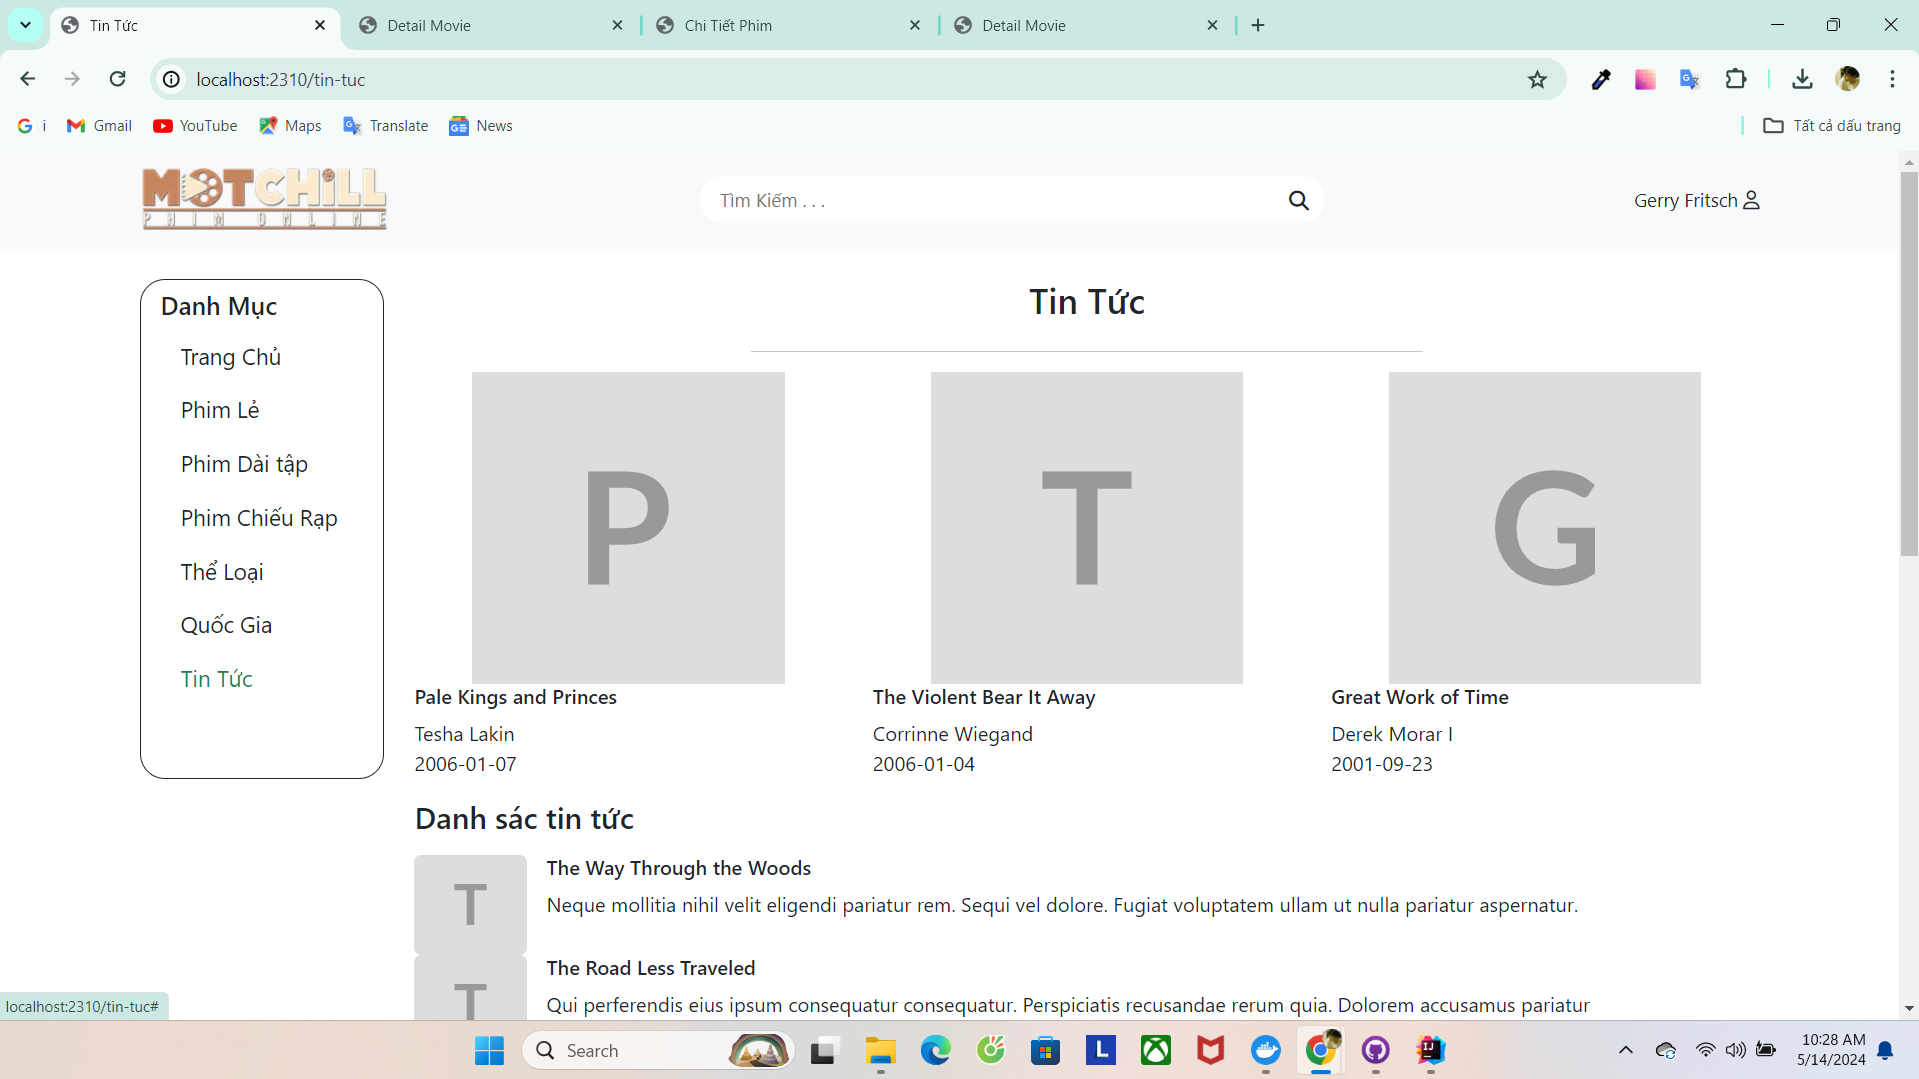 Tin Tức
Detail Movie
Chi Tiết Phim
Detail Movie
localhost:2310/tin-tuc
i
Gmail
YouTube
Maps
Translate
News
Tất cả dấu trang
MOTCHILL
PHIM ONLINE
Tìm Kiếm . . .
Gerry Fritsch
Danh Mục
Trang Chủ
Phim Lẻ
Phim Dài tập
Phim Chiếu Rạp
Thể Loại
Quốc Gia
Tin Tức
Tin Tức
P
T
G
Pale Kings and Princes
Tesha Lakin
2006-01-07
The Violent Bear It Away
Corrinne Wiegand
2006-01-04
Great Work of Time
Derek Morar I
2001-09-23
Danh sác tin tức
T
The Way Through the Woods
Neque mollitia nihil velit eligendi pariatur rem. Sequi vel dolore. Fugiat voluptatem ullam ut nulla pariatur aspernatur.
T
The Road Less Traveled
Qui perferendis eius ipsum consequatur consequatur. Perspiciatis recusandae rerum quia. Dolorem accusamus pariatur
localhost:2310/tin-tuc#
Search
L
IJ
10:28 AM
5/14/2024